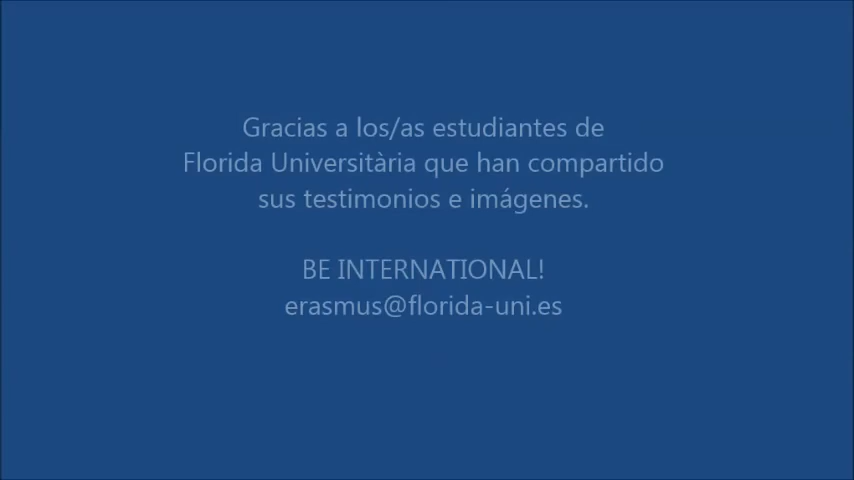 Gracias a los/as estudiantes de
Florida Universitària que han compartido
sus testimonios e imágenes.
BE INTERNATIONAL!
erasmus@florida-uni.es